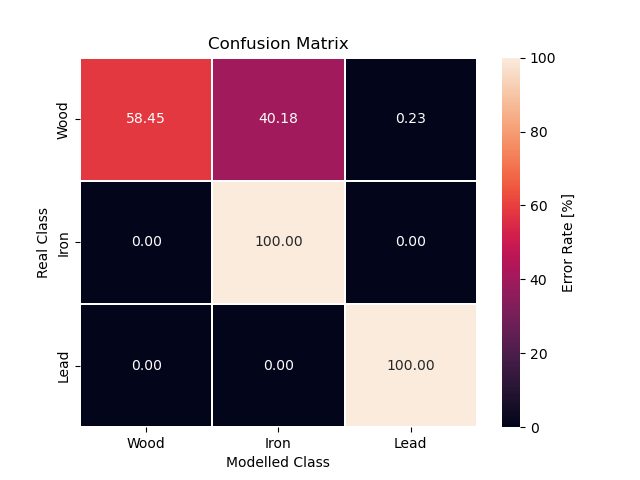 Confusion Matrix
100
Wood
58.45
40.18
0.23
80
60
Real Class
Iron
0.00
100.00
0.00
Error Rate [%]
40
20
Lead
0.00
0.00
100.00
0
Wood
Iron
Lead
Modelled Class